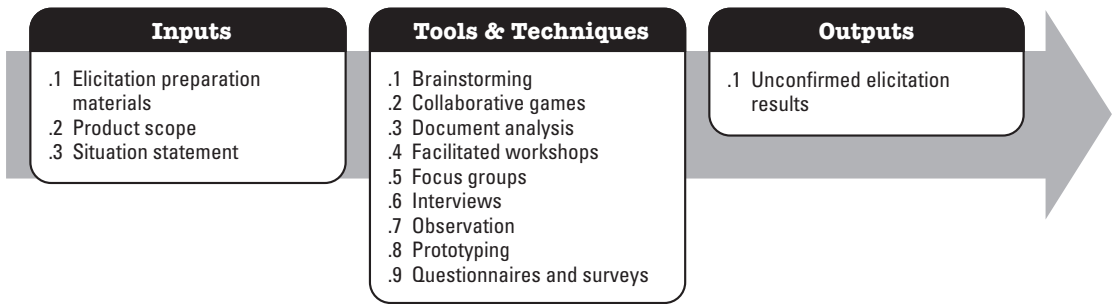 Inputs
.1 Elicitation preparation
materials
.2 Product scope
.3 Situation statement
Tools & Techniques
.1 Brainstorming
.2 Collaborative games
.3 Document analysis
.4 Facilitated workshops
.5 Focus groups
.6 Interviews
.7 Observation
.8 Prototyping
.9 Questionnaires and surveys
Outputs
.1 Unconfirmed elicitation
results